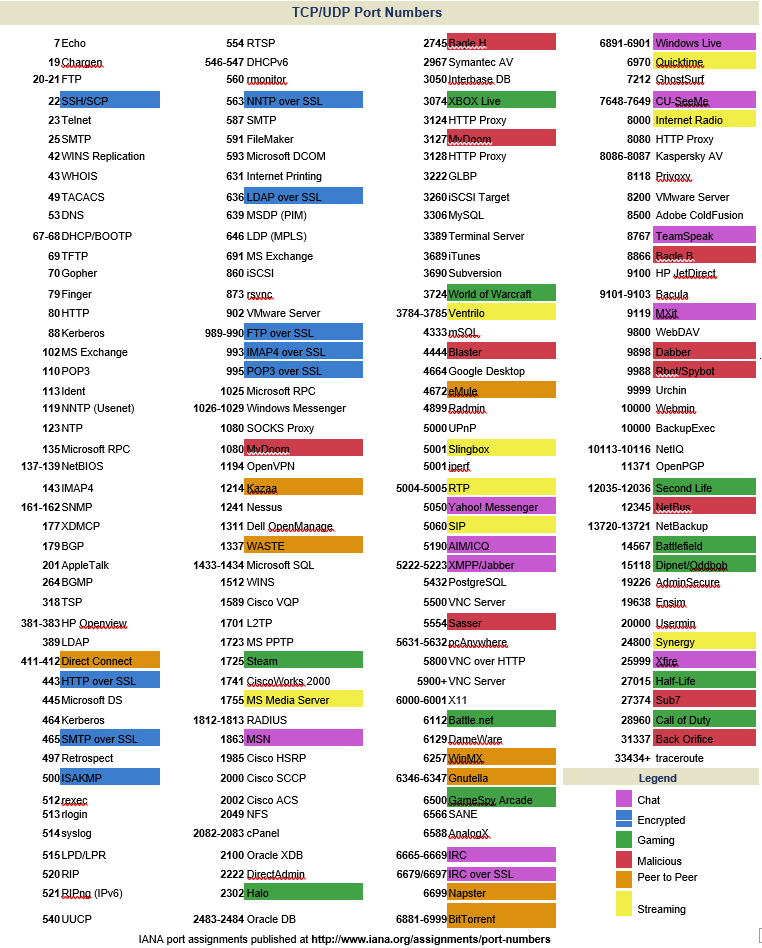 TCP/UDP Port Numbers
7 Echo
19 Chargen
20-21 FTP
22 SSH/SCP
23 Telnet
25 SMTP
42 WINS Replication
43 WHOIS
49 TACACS
53 DNS
67-68 DHCP/BOOTP
69 TFTP
70 Gopher
79 Finger
80 HTTP
88 Kerberos
102 MS Exchange
110 POP3
113 Ident
119 NNTP (Usenet)
123 NTP
135 Microsoft RPC
137-139 NetBIOS
143 IMAP4
161-162 SNMP
177 XDMCP
179 BGP
201 AppleTalk
264 BGMP
318 TSP
381-383 HP Openview
389 LDAP
411-412 Direct Connect
443 HTTP over SSL
445 Microsoft DS
464 Kerberos
465 SMTP over SSL
497 Retrospect
500 ISAKMP
512 rexec
513 rlogin
514 syslog
515 LPD/LPR
520 RIP
521 RIPng (IPv6)
540 UUCP
554 RTSP
546-547 DHCPv6
560 rmonitor
563 NNTP over SSL
587 SMTP
591 FileMaker
593 Microsoft DCOM
631 Internet Printing
636 LDAP over SSL
639 MSDP (PIM)
646 LDP (MPLS)
691 MS Exchange
860 iSCSI
873 rsync
902 VMware Server
989-990 FTP over SSL
993 IMAP4 over SSL
995 POP3 over SSL
1025 Microsoft RPC
1026-1029 Windows Messenger
1080 SOCKS Proxy
1080 MyDoom
1194 OpenVPN
1214 Kazaa
1241 Nessus
1311 Dell OpenManage
1337 WASTE
1433-1434 Microsoft SQL
1512 WINS
1589 Cisco VQP
1701 L2TP
1723 MS PPTP
1725 Steam
1741 CiscoWorks 2000
1755 MS Media Server
1812-1813 RADIUS
1863 MSN
1985 Cisco HSRP
2000 Cisco SCCP
2002 Cisco ACS
2049 NFS
2082-2083 cPanel
2100 Oracle XDB
2222 DirectAdmin
2302 Halo
2483-2484 Oracle DB
2745 Bagle H
2967 Symantec AV
3050 Interbase DB
3074 XBOX Live
3124 HTTP Proxy
3127 MyDoom
3128 HTTP Proxy
3222 GLBP
3260 iSCSI Target
3306 MySQL
3389 Terminal Server
3689 iTunes
3690 Subversion
3724 World of Warcraft
3784-3785 Ventrilo
4333 mSQL
4444 Blaster
4664 Google Desktop
4672 eMule
4899 Radmin
5000 UPnP
5001 Slingbox
5001 iperf
5004-5005 RTP
5050 Yahoo! Messenger
5060 SIP
5190 AIM/ICQ
5222-5223 XMPP/Jabber
5432 PostgreSQL
5500 VNC Server
5554 Sasser
5631-5632 pcAnywhere
5800 VNC over HTTP
5900+ VNC Server
6000-6001 X11
6112 Battle.net
6129 DameWare
6257 WinMX
6346-6347 Gnutella
6500 GameSpy Arcade
6566 SANE
6588 AnalogX
6665-6669 IRC
6679/6697 IRC over SSL
6699 Napster
6881-6999 BitTorrent
6891-6901 Windows Live
6970 Quicktime
7212 GhostSurf
7648-7649 CU-SeeMe
8000 Internet Radio
8080 HTTP Proxy
8086-8087 Kaspersky AV
8118 Privoxy
8200 VMware Server
8500 Adobe ColdFusion
8767 TeamSpeak
8866 Bagle B
9100 HP JetDirect
9101-9103 Bacula
9119 MXit
9800 WebDAV
9898 Dabber
9988 Rbot/Spybot
9999 Urchin
10000 Webmin
10000 BackupExec
10113-10116 NetIQ
11371 OpenPGP
12035-12036 Second Life
12345 NetBus
13720-13721 NetBackup
14567 Battlefield
15118 Dipnet/Oddbob
19226 AdminSecure
19638 Ensim
20000 Usermin
24800 Synergy
25999 Xfire
27015 Half-Life
27374 Sub7
28960 Call of Duty
31337 Back Orifice
33434+ traceroute
Legend
Chat
Encrypted
Gaming
Malicious
Peer to Peer
Streaming
IANA port assignments published at http://www.iana.org/assignments/port-numbers